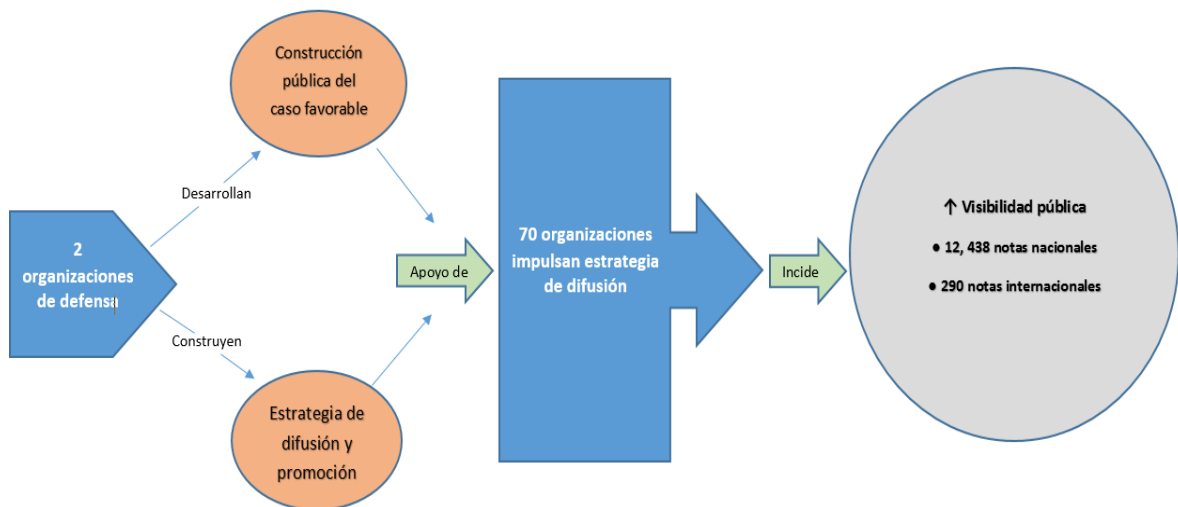 Construcción
pública del
caso favorable
Desarrollan
2
organizaciones
de defensa
Construyen
Estrategia de
difusión y
promoción
Apoyo de
70 organizaciones
impulsan estrategia
de difusión
Incide
↑ Visibilidad pública
● 12, 438 notas nacionales
● 290 notas internacionales